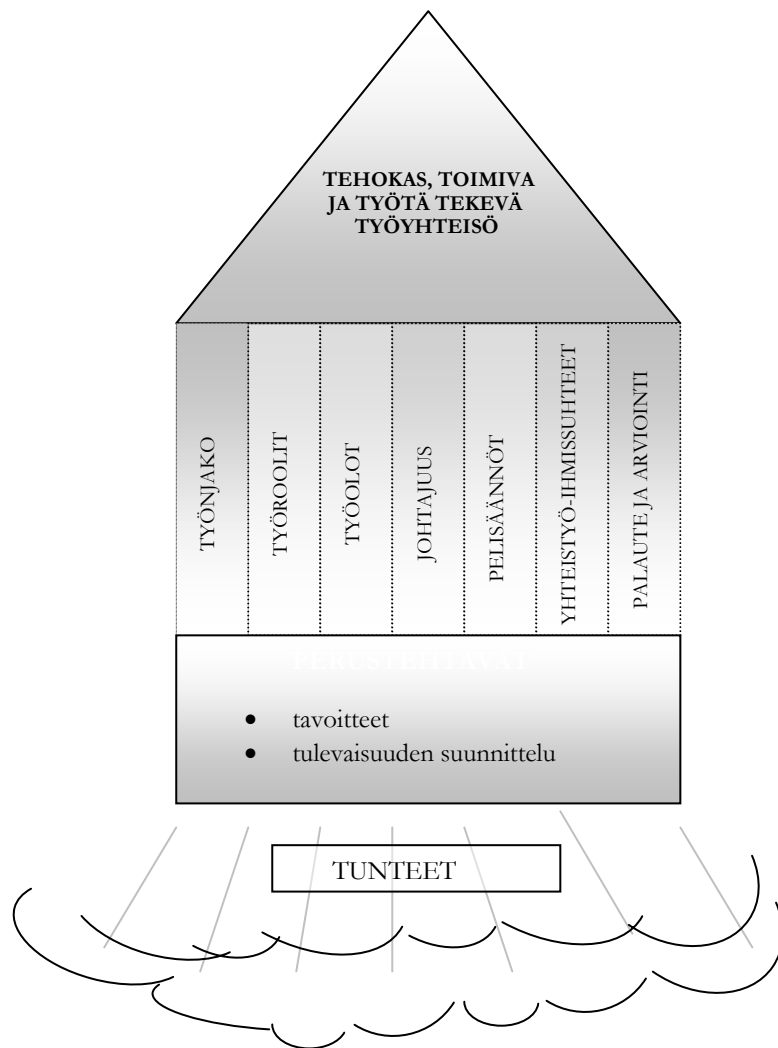 TEHOKAS, TOIMIVA
JA TYÖTÄ TEKEVÄ
TYÖYHTEISÖ
TYÖNJAKO
TYÖROOLIT
TYÖOLOT
JOHTAJUUS
PELISÄÄNNÖT
YHTEISTYÖ-IHMISSUHTEET
PALAUTE JA ARVIOINTI
PERUSTEHTÄVÄT
• tavoitteet
• tulevaisuuden suunnittelu
TUNTEET